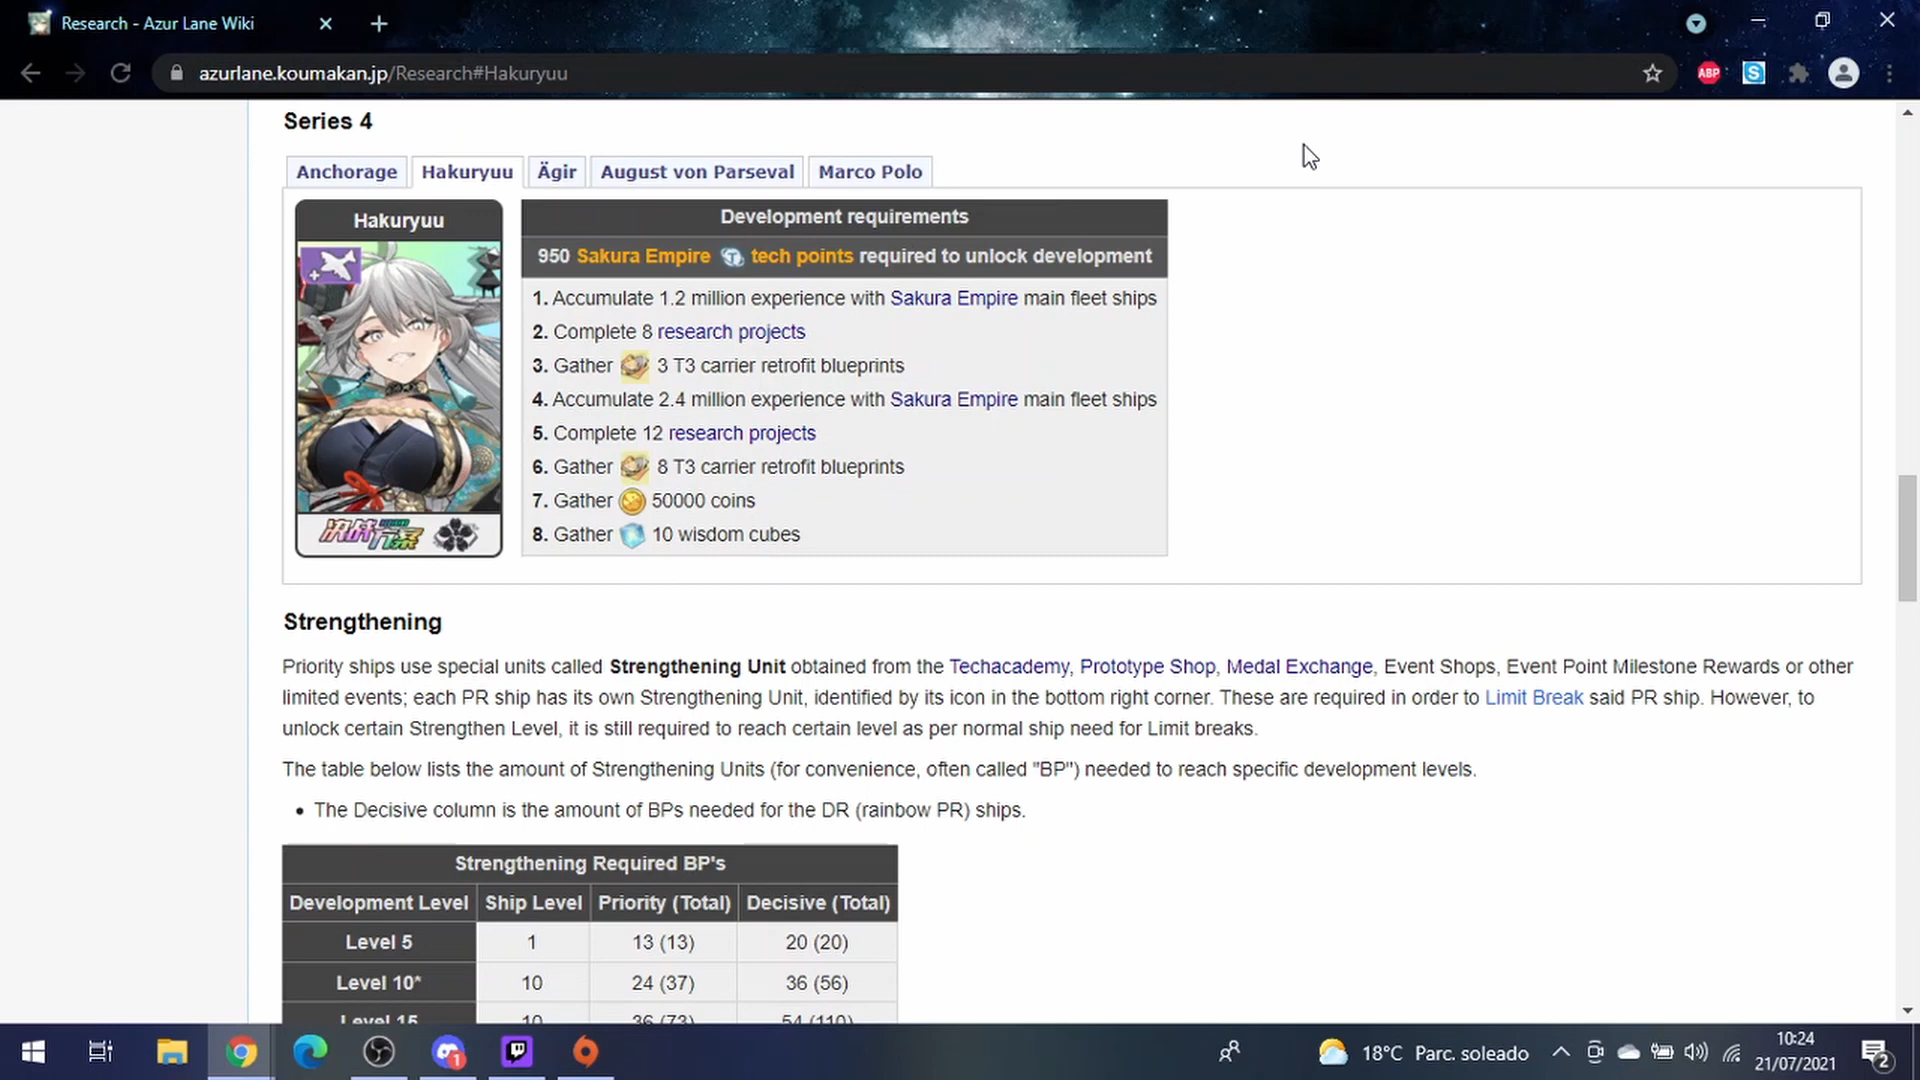 Research - Azur Lane Wiki
azurlane.koumakan.jp/Research#Hakuryuu
ABP
S
Series 4
Anchorage Hakuryuu Ägir August von Parseval Marco Polo
Hakuryuu
Development requirements
950 Sakura Empire tech points required to unlock development
1. Accumulate 1.2 million experience with Sakura Empire main fleet ships
2. Complete 8 research projects
3. Gather 3 T3 carrier retrofit blueprints
4. Accumulate 2.4 million experience with Sakura Empire main fleet ships
5. Complete 12 research projects
6. Gather 8 T3 carrier retrofit blueprints
7. Gather 50000 coins
8. Gather 10 wisdom cubes
Strengthening
Priority ships use special units called Strengthening Unit obtained from the Techacademy, Prototype Shop, Medal Exchange, Event Shops, Event Point Milestone Rewards or other
limited events; each PR ship has its own Strengthening Unit, identified by its icon in the bottom right corner. These are required in order to Limit Break said PR ship. However, to
unlock certain Strengthen Level, it is still required to reach certain level as per normal ship need for Limit breaks.
The table below lists the amount of Strengthening Units (for convenience, often called "BP") needed to reach specific development levels.
• The Decisive column is the amount of BPs needed for the DR (rainbow PR) ships.
Strengthening Required BP's
Development Level Ship Level Priority (Total) Decisive (Total)
Level 5 1 13 (13) 20 (20)
Level 10* 10 24 (37) 36 (56)
Level 15 10 36 (73) 54 (110)
1
18°C Parc. soleado
10:24
21/07/2021
2